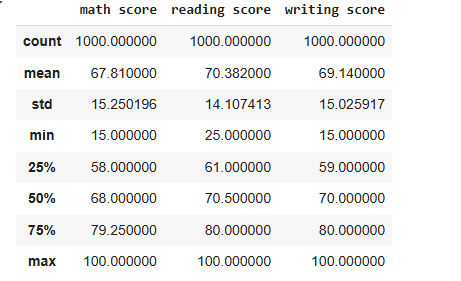 math score reading score writing score
count 1000.000000 1000.000000 1000.000000
mean 67.810000 70.382000 69.140000
std 15.250196 14.107413 15.025917
min 15.000000 25.000000 15.000000
25% 58.000000 61.000000 59.000000
50% 68.000000 70.500000 70.000000
75% 79.250000 80.000000 80.000000
max 100.000000 100.000000 100.000000